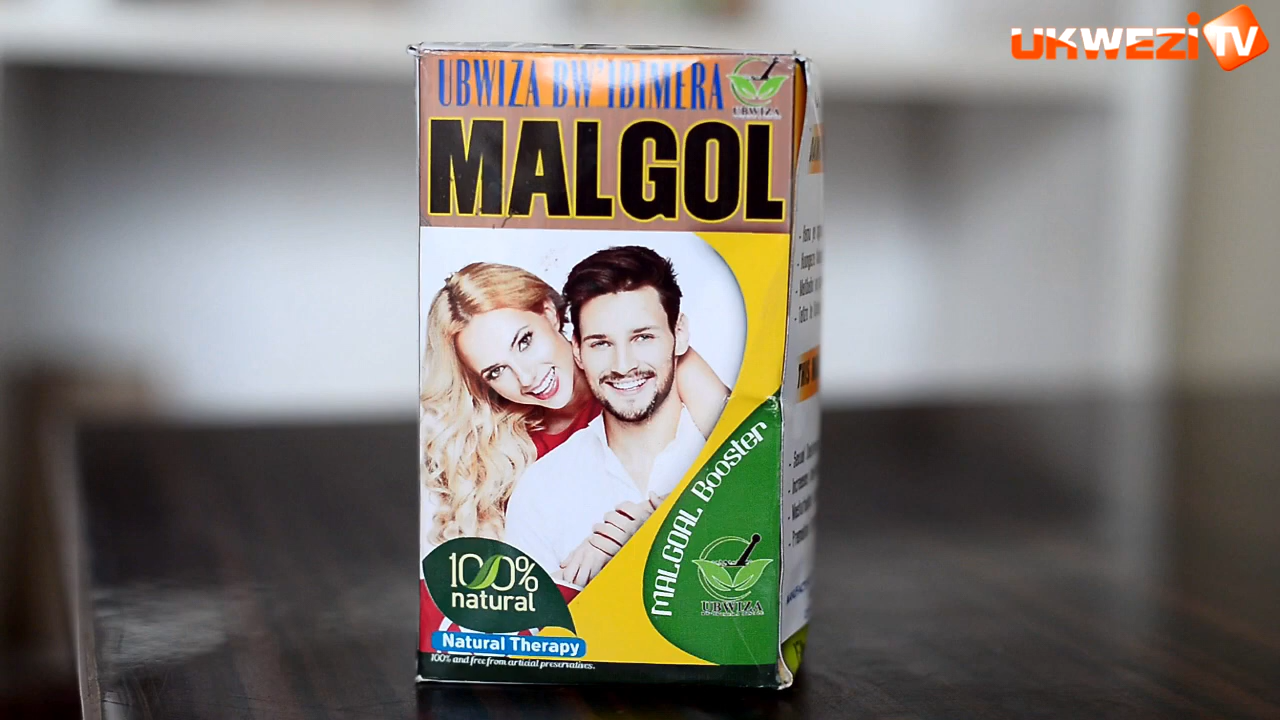 UKWEZI TV
UBWIZA BW'IBIMERA
UBWIZA
MALGOL
MALGOAL Booster
100%
natural
UBWIZA
Natural Therapy
100% and free from articial preservatives.